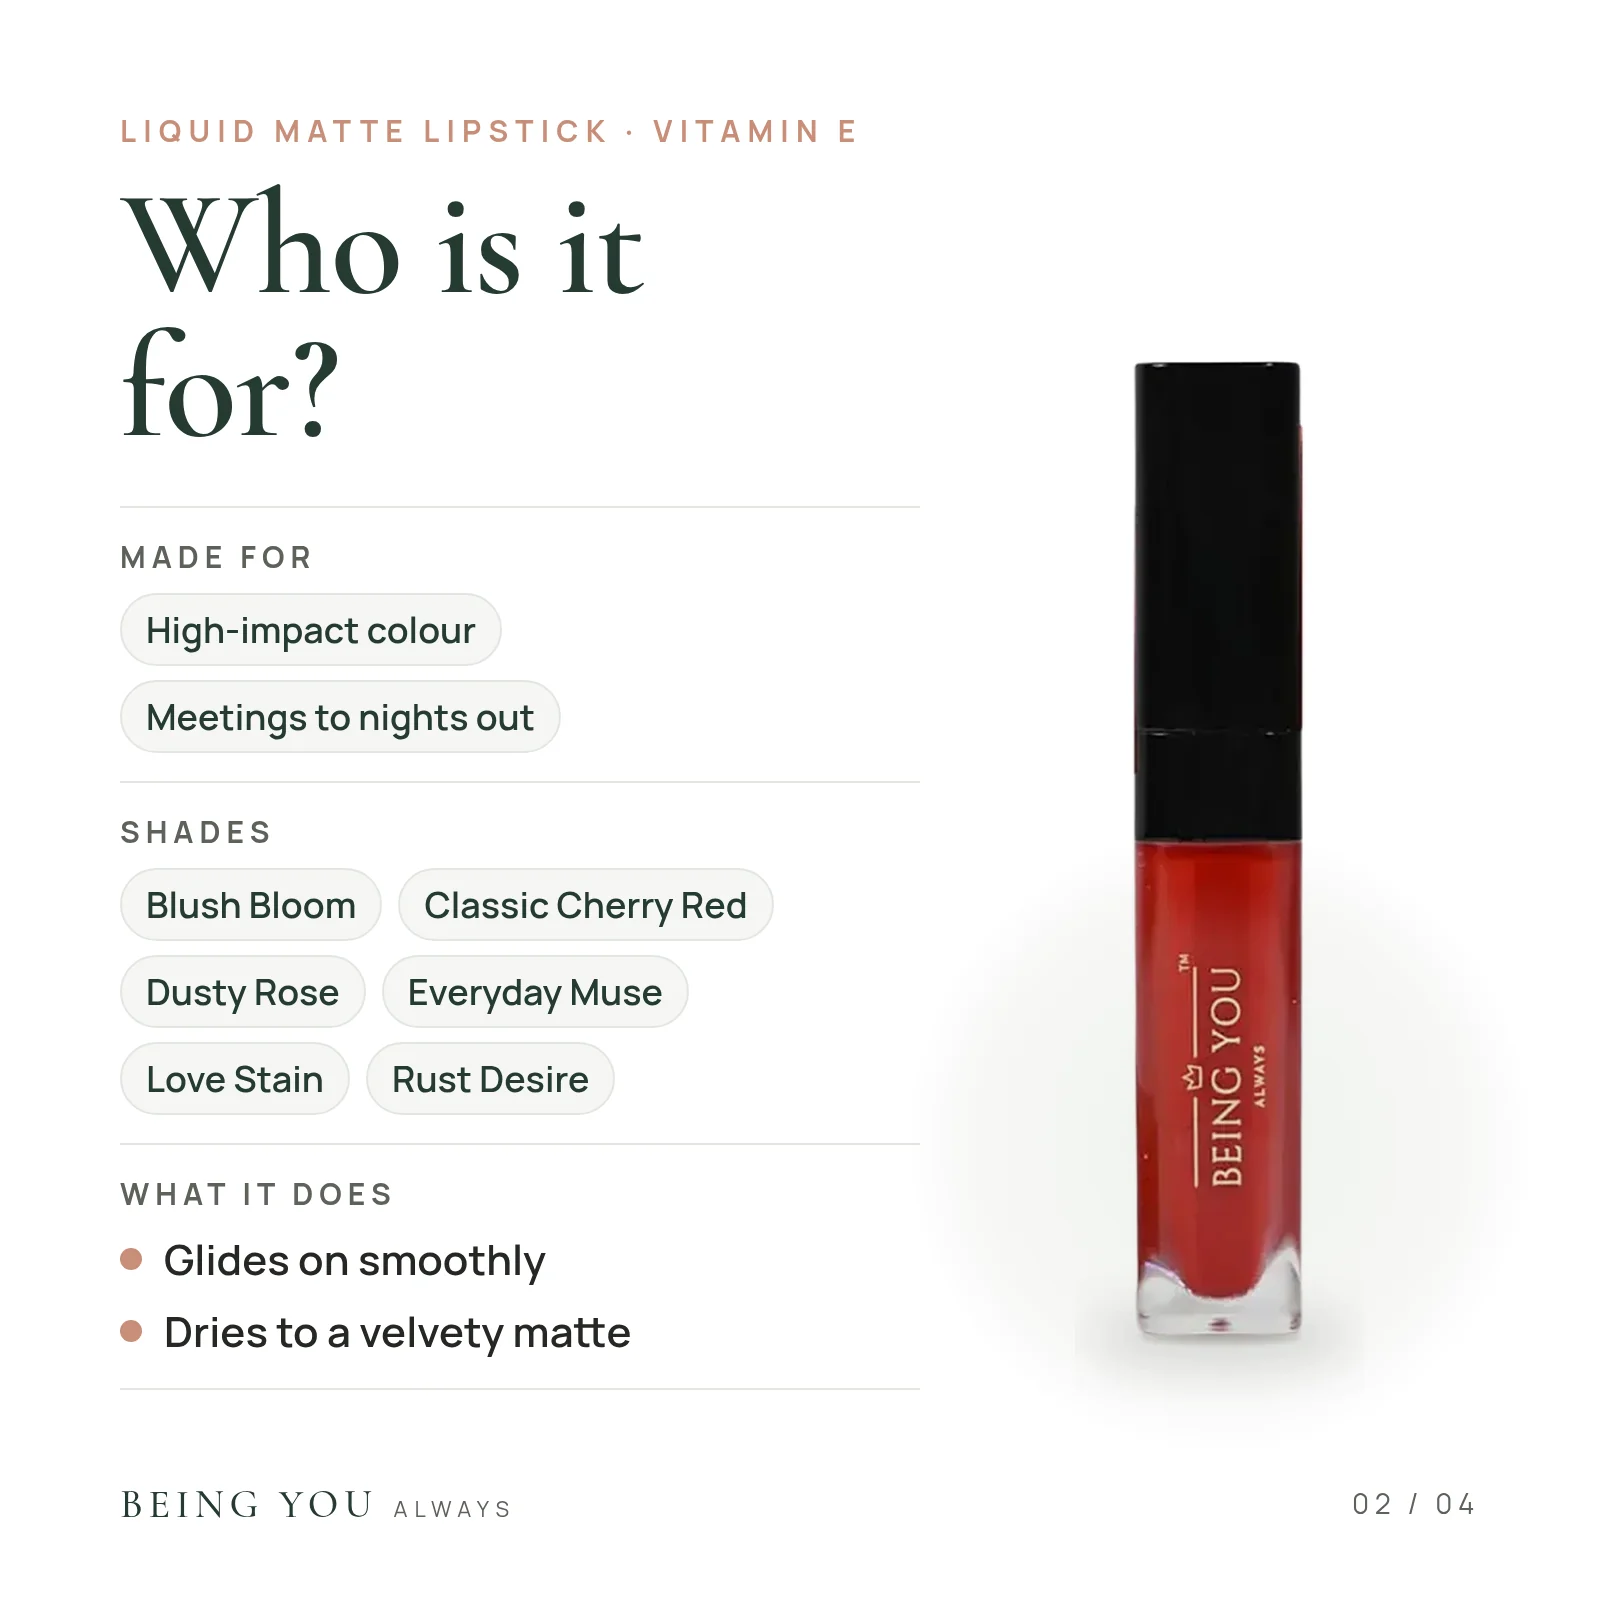 LIQUID MATTE LIPSTICK · VITAMIN E
Who is it
for?
MADE FOR
High-impact colour
Meetings to nights out
SHADES
Blush Bloom
Classic Cherry Red
Dusty Rose
Everyday Muse
Love Stain
Rust Desire
WHAT IT DOES
Glides on smoothly
Dries to a velvety matte
BEING YOU ALWAYS
02 / 04
TM
BEING YOU
ALWAYS